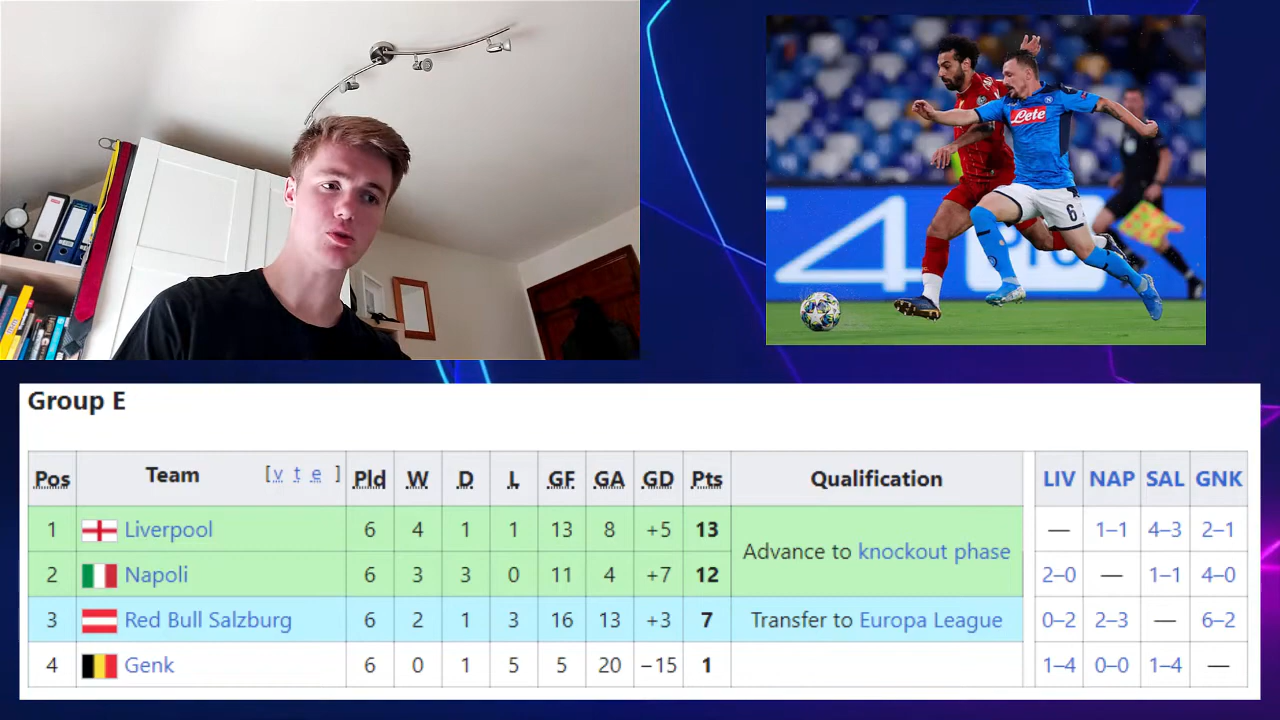 Lete
6
4
Group E
Pos Team [ v t e ] Pld W D L GF GA GD Pts Qualification LIV NAP SAL GNK
1 Liverpool 6 4 1 1 13 8 +5 13 Advance to knockout phase — 1–1 4–3 2–1
2 Napoli 6 3 3 0 11 4 +7 12 2–0 — 1–1 4–0
3 Red Bull Salzburg 6 2 1 3 16 13 +3 7 Transfer to Europa League 0–2 2–3 — 6–2
4 Genk 6 0 1 5 5 20 −15 1 1–4 0–0 1–4 —